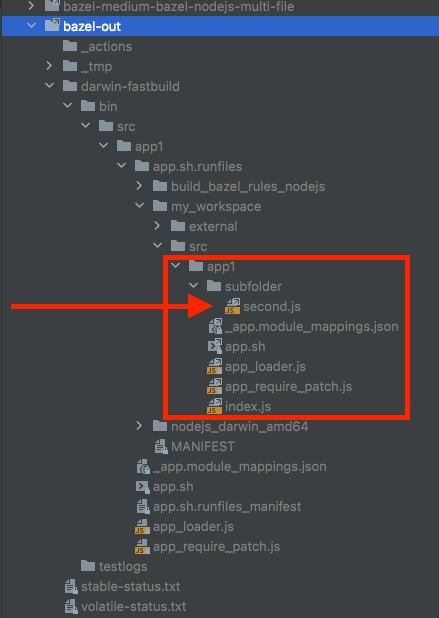 bazel-medium-bazel-nodejs-multi-file
bazel-out
_actions
_tmp
darwin-fastbuild
bin
src
app1
app.sh.runfiles
build_bazel_rules_nodejs
my_workspace
external
src
app1
subfolder
second.js
_app.module_mappings.json
app.sh
app_loader.js
app_require_patch.js
index.js
nodejs_darwin_amd64
MANIFEST
_app.module_mappings.json
app.sh
app.sh.runfiles_manifest
app_loader.js
app_require_patch.js
testlogs
stable-status.txt
volatile-status.txt